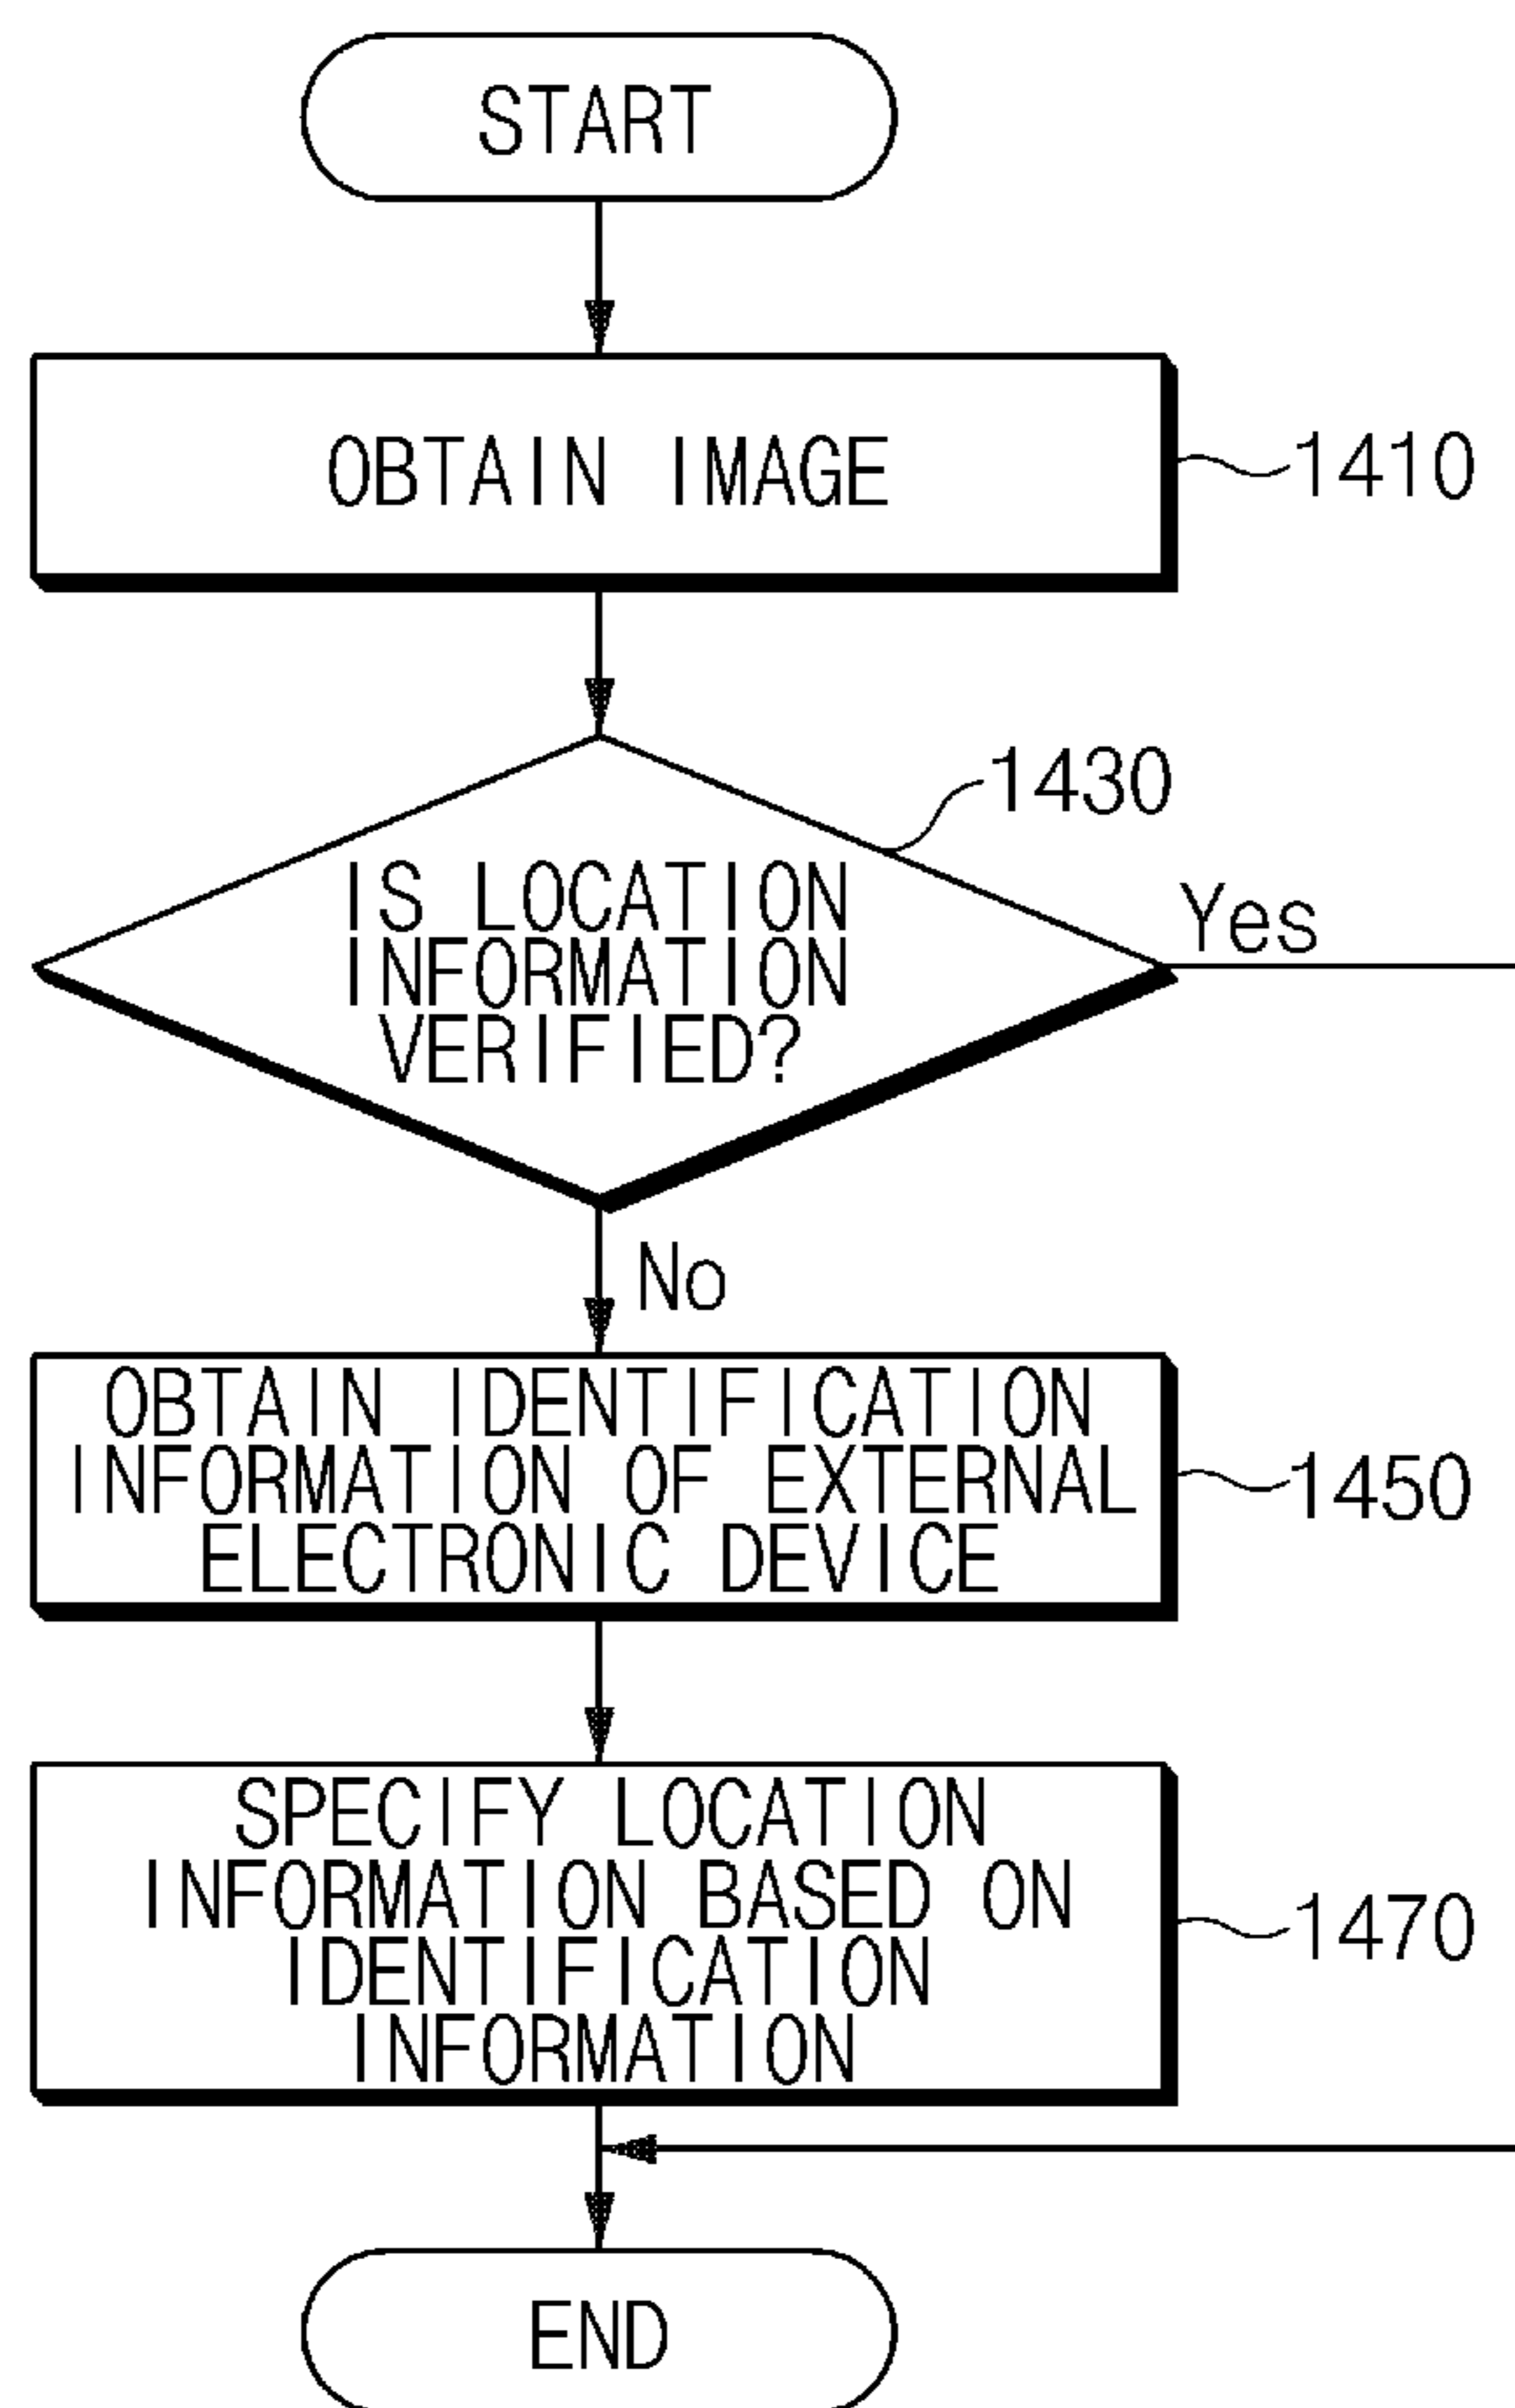 START
OBTAIN IMAGE
1410
1430
IS LOCATION
INFORMATION
VERIFIED?
Yes
No
OBTAIN IDENTIFICATION
INFORMATION OF EXTERNAL
ELECTRONIC DEVICE
1450
SPECIFY LOCATION
INFORMATION BASED ON
IDENTIFICATION
INFORMATION
1470
END